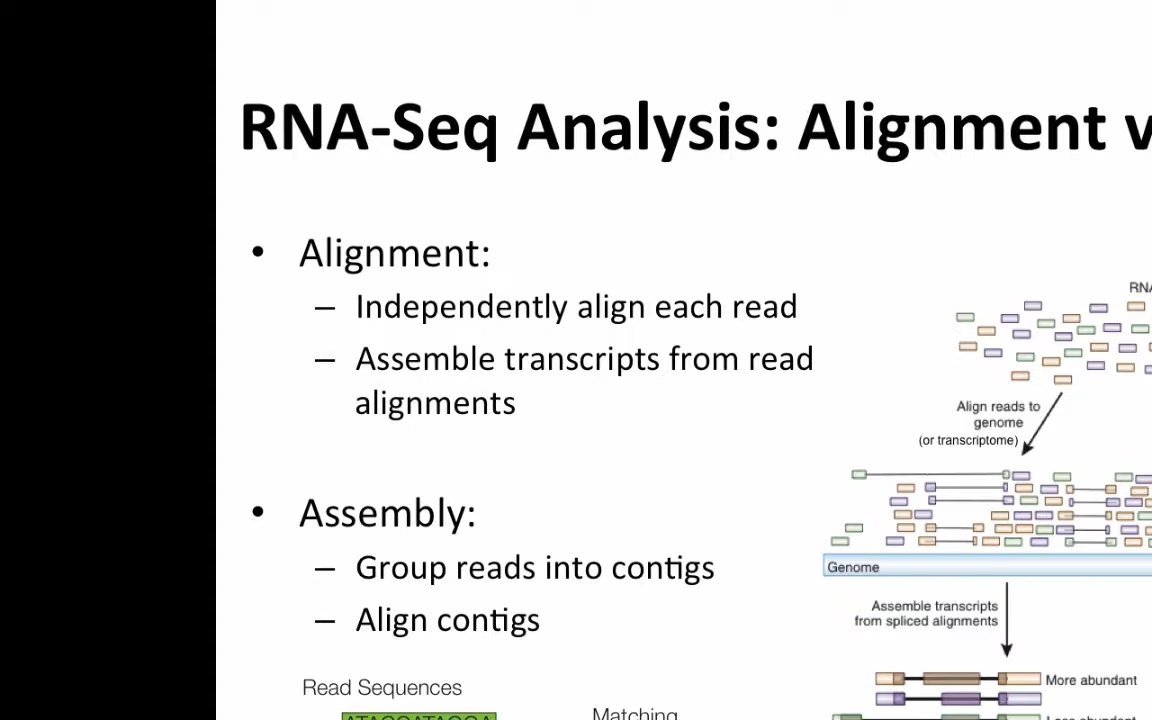 RNA-Seq Analysis: Alignment v
• Alignment:
– Independently align each read
– Assemble transcripts from read
alignments
• Assembly:
– Group reads into contigs
– Align contigs
Read Sequences
Matching
RNA
Align reads to
genome
(or transcriptome)
Genome
Assemble transcripts
from spliced alignments
More abundant
Less abundant